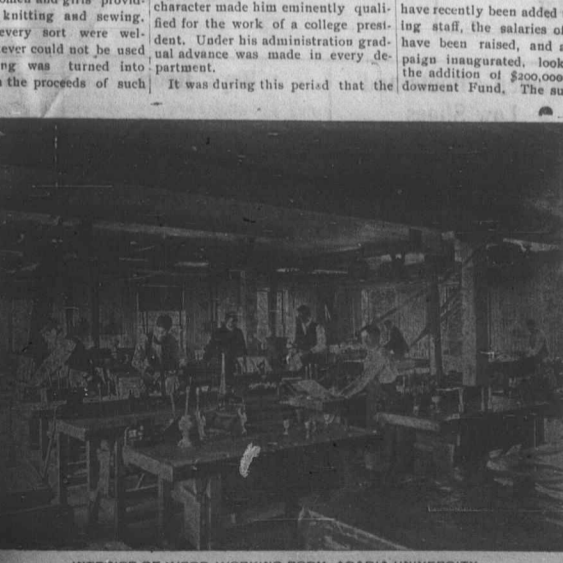 knitting and sewing.
every sort were wel-
ever could not be used
ng was turned into
the proceeds of such
character made him eminently quali-
fied for the work of a college presi-
dent. Under his administration grad-
ual advance was made in every de-
partment.
It was during this period that the
have recently been added
ing staff, the salaries of
have been raised, and a
paign inaugurated, look
the addition of $200,000
dowment Fund. The su